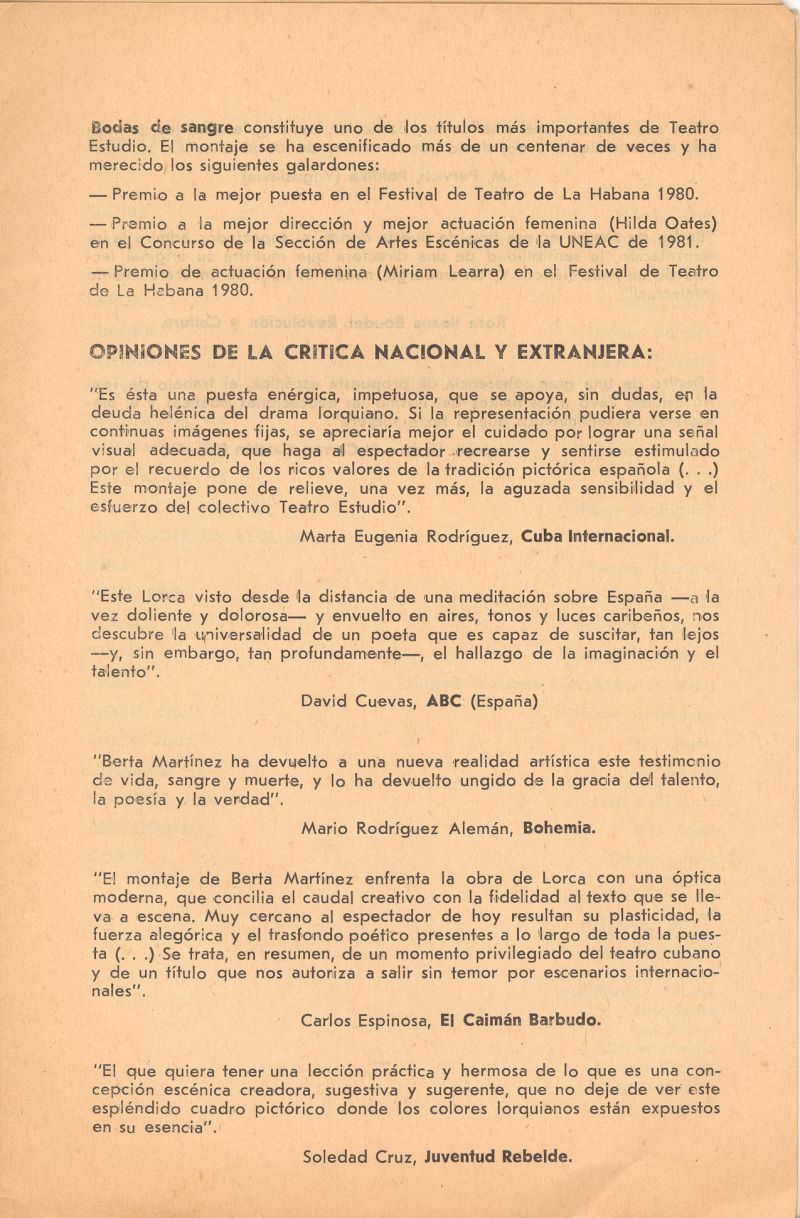 Bodas de sangre constituye uno de los títulos más importantes de Teatro
Estudio. El montaje se ha escenificado más de un centenar de veces y ha
merecido los siguientes galardones:
— Premio a la mejor puesta en el Festival de Teatro de La Habana 1980.
— Premio a la mejor dirección y mejor actuación femenina (Hilda Oates)
en el Concurso de la Sección de Artes Escénicas de la UNEAC de 1981.
— Premio de actuación femenina (Miriam Learra) en el Festival de Teatro
de La Habana 1980.
OPINIONES DE LA CRITICA NACIONAL Y EXTRANJERA:
"Es ésta una puesta enérgica, impetuosa, que se apoya, sin dudas, en la
deuda helénica del drama lorquiano. Si la representación pudiera verse en
continuas imágenes fijas, se apreciaría mejor el cuidado por lograr una señal
visual adecuada, que haga al espectador recrearse y sentirse estimulado
por el recuerdo de los ricos valores de la tradición pictórica española (. . .)
Este montaje pone de relieve, una vez más, la aguzada sensibilidad y el
esfuerzo del colectivo Teatro Estudio".
Marta Eugenia Rodríguez, Cuba Internacional.
"Este Lorca visto desde la distancia de una meditación sobre España —a la
vez doliente y dolorosa— y envuelto en aires, tonos y luces caribeños, nos
descubre la universalidad de un poeta que es capaz de suscitar, tan lejos
—y, sin embargo, tan profundamente—, el hallazgo de la imaginación y el
talento".
David Cuevas, ABC (España)
"Berta Martínez ha devuelto a una nueva realidad artística este testimonio
de vida, sangre y muerte, y lo ha devuelto ungido de la gracia del talento,
la poesía y la verdad".
Mario Rodríguez Alemán, Bohemia.
"El montaje de Berta Martínez enfrenta la obra de Lorca con una óptica
moderna, que concilia el caudal creativo con la fidelidad al texto que se lle-
va a escena. Muy cercano al espectador de hoy resultan su plasticidad, la
fuerza alegórica y el trasfondo poético presentes a lo largo de toda la pues-
ta (. . .) Se trata, en resumen, de un momento privilegiado del teatro cubano
y de un título que nos autoriza a salir sin temor por escenarios internacio-
nales".
Carlos Espinosa, El Caimán Barbudo.
"El que quiera tener una lección práctica y hermosa de lo que es una con-
cepción escénica creadora, sugestiva y sugerente, que no deje de ver este
espléndido cuadro pictórico donde los colores lorquianos están expuestos
en su esencia".
Soledad Cruz, Juventud Rebelde.